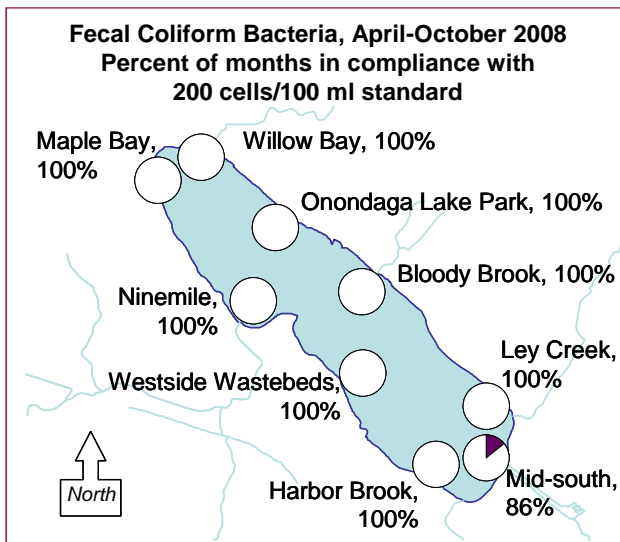 Fecal Coliform Bacteria, April-October 2008
Percent of months in compliance with
200 cells/100 ml standard
Maple Bay,
100%
Willow Bay, 100%
Onondaga Lake Park, 100%
Bloody Brook, 100%
Ninemile,
100%
Ley Creek,
100%
Westside Wastebeds,
100%
North
Harbor Brook,
100%
Mid-south,
86%